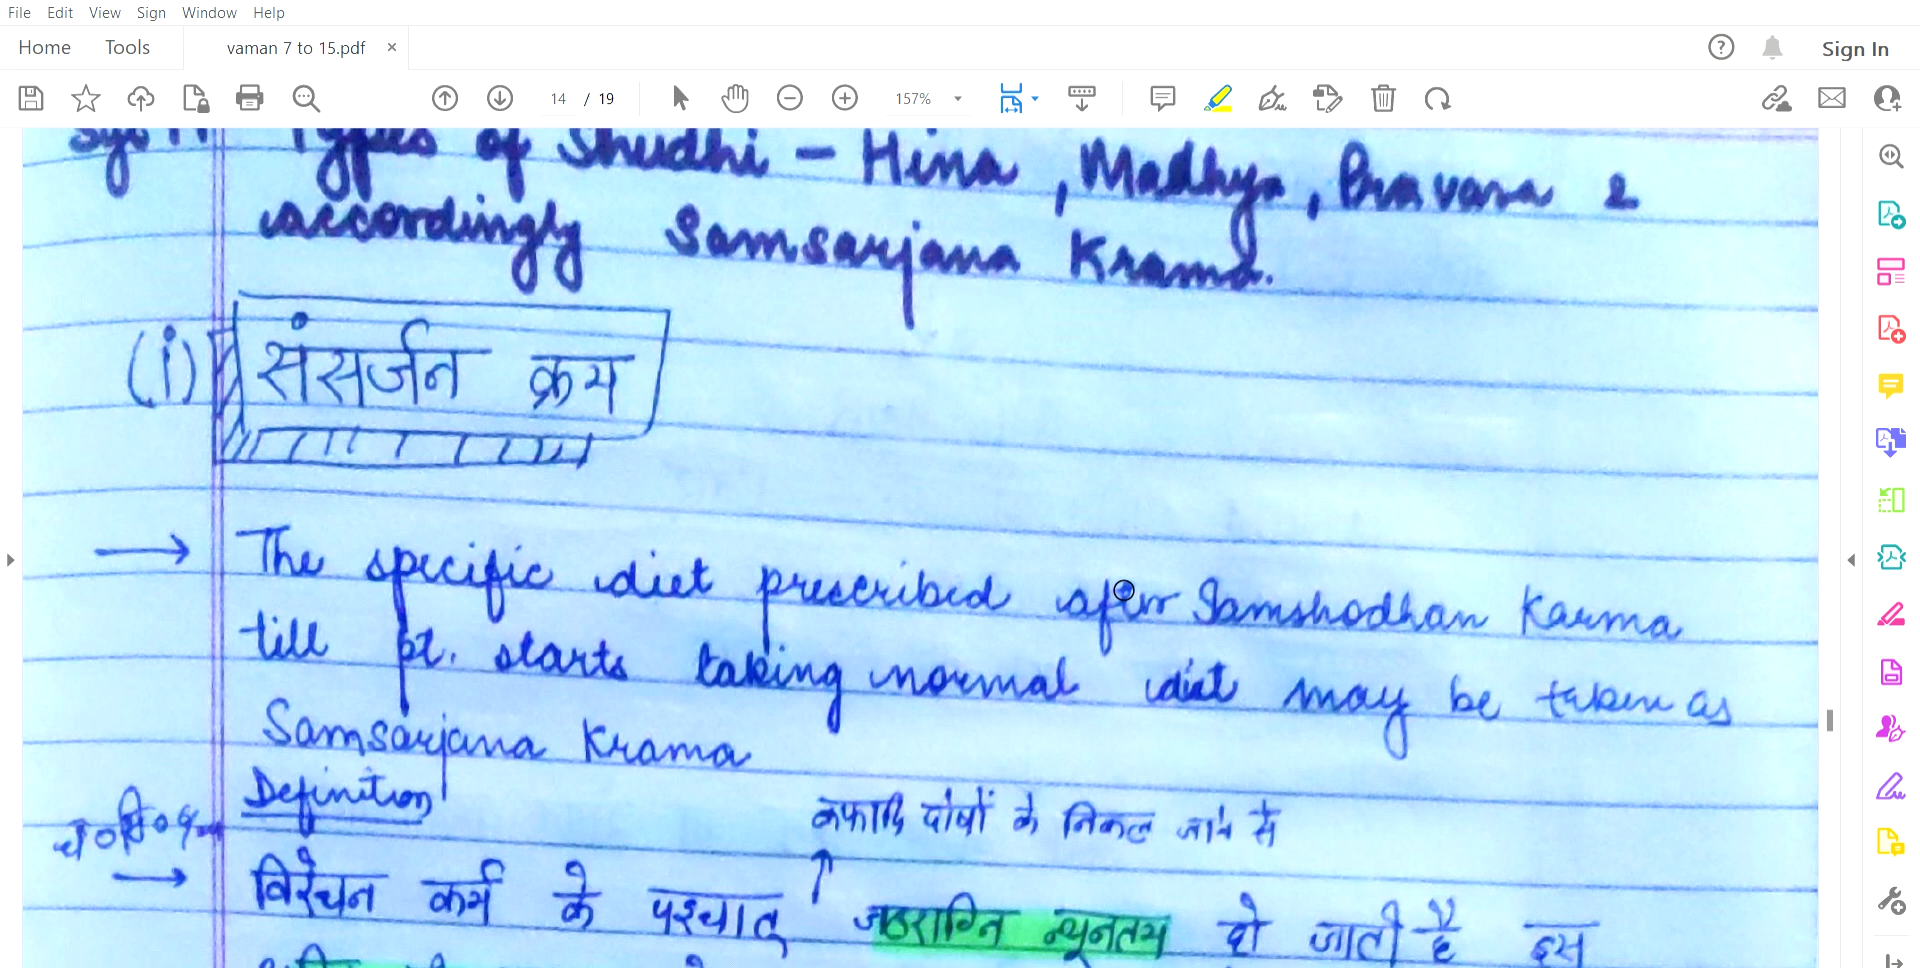 File Edit View Sign Window Help
Home Tools vaman 7 to 15.pdf × Sign In
14 / 19 157%
Types of Shudhi – Hina, Madhya, Pravara &
accordingly Samsarjana Krama.
(i) संसर्जन क्रम
→ The specific diet prescribed after Samshodhan Karma
till pt. starts taking normal diet may be taken as
Samsarjana Krama
Definition
कफादि दोषों के निकल जाने से
→ विरेचन कर्म के पश्चात् ↑ जठराग्नि न्यूनतम हो जाती है इस